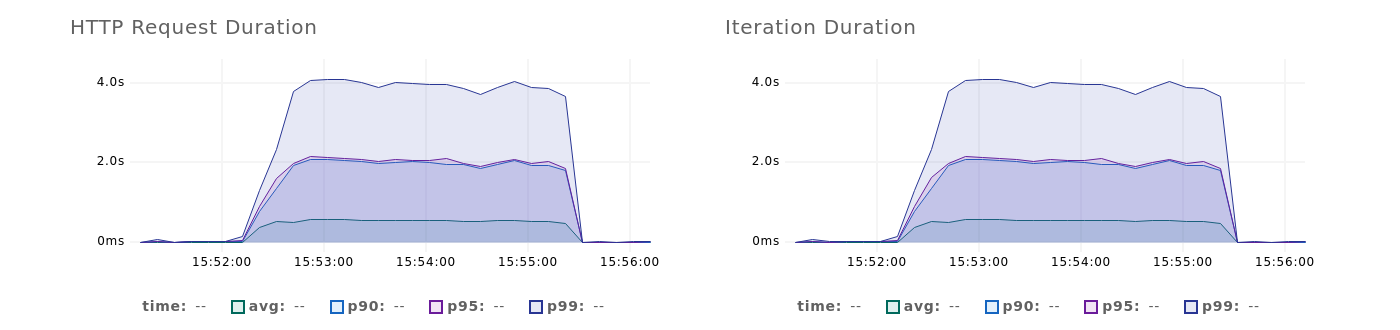 HTTP Request Duration
4.0s
2.0s
0ms
15:52:00 15:53:00 15:54:00 15:55:00 15:56:00
time: -- avg: -- p90: -- p95: -- p99: --
Iteration Duration
4.0s
2.0s
0ms
15:52:00 15:53:00 15:54:00 15:55:00 15:56:00
time: -- avg: -- p90: -- p95: -- p99: --